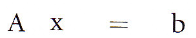 A x = b